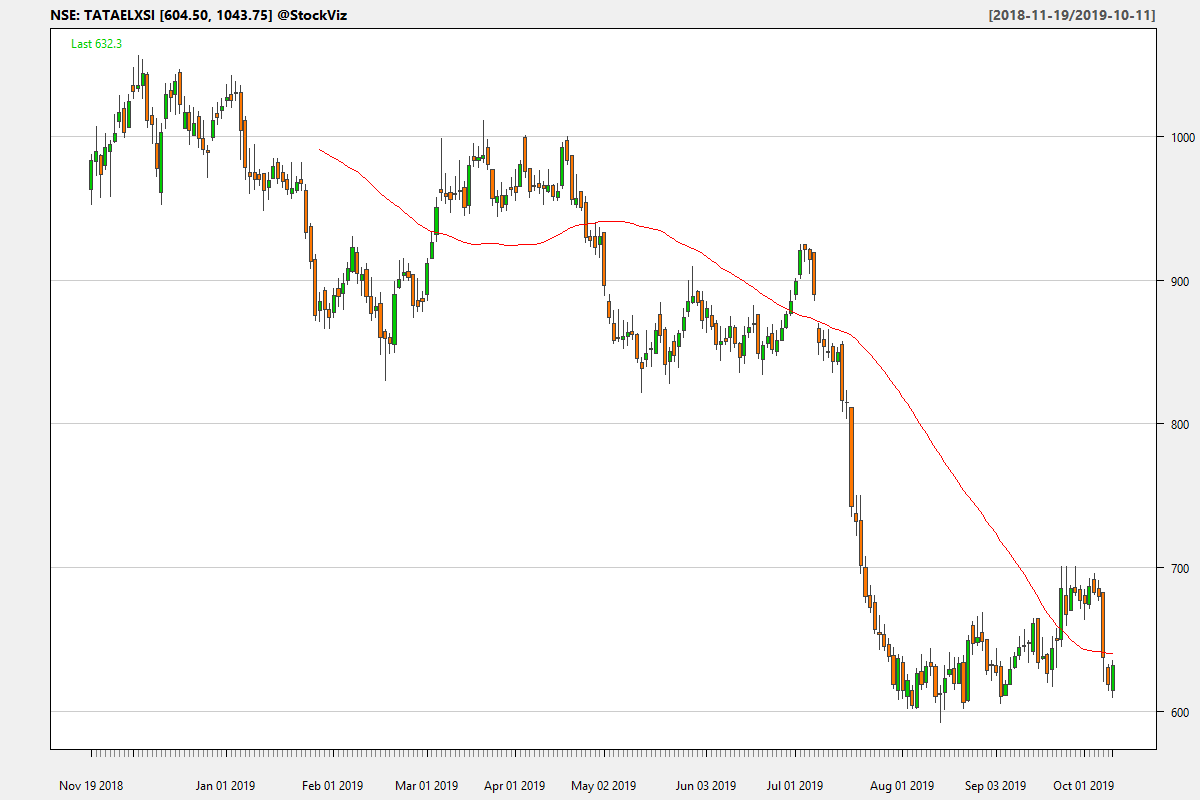 NSE: TATAELXSI [604.50, 1043.75] @StockViz
[2018-11-19/2019-10-11]
Last 632.3
1000
900
800
700
600
Nov 19 2018
Jan 01 2019
Feb 01 2019
Mar 01 2019
Apr 01 2019
May 02 2019
Jun 03 2019
Jul 01 2019
Aug 01 2019
Sep 03 2019
Oct 01 2019